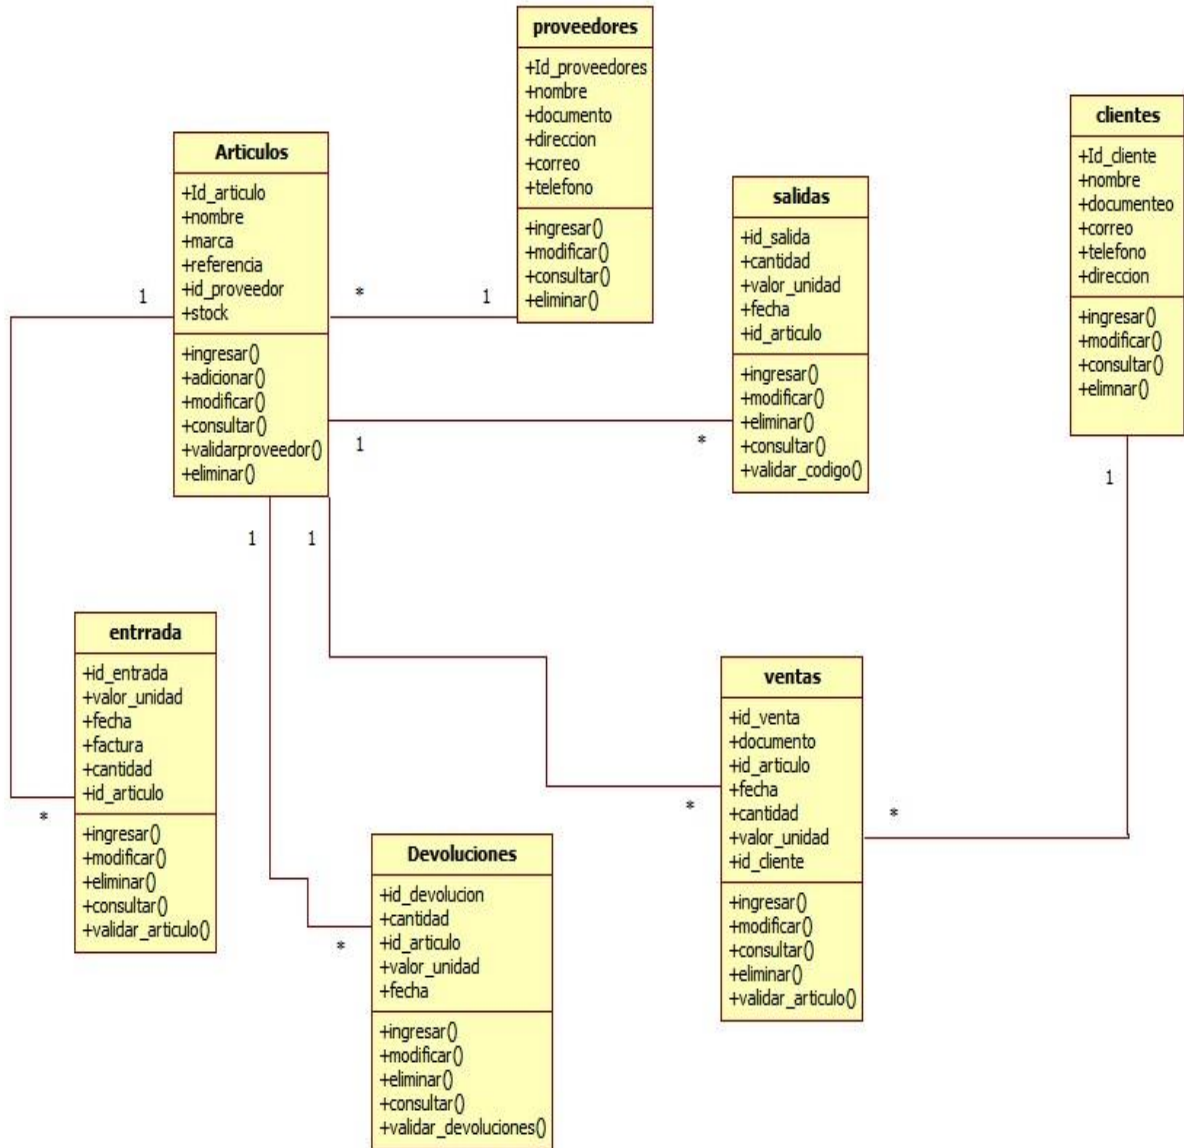 proveedores
+Id_proveedores
+nombre
+documento
+direccion
+correo
+telefono
+ingresar()
+modificar()
+consultar()
+eliminar()
clientes
+Id_cliente
+nombre
+documenteo
+correo
+telefono
+direccion
+ingresar()
+modificar()
+consultar()
+elimnar()
Articulos
+Id_articulo
+nombre
+marca
+referencia
+id_proveedor
+stock
+ingresar()
+adicionar()
+modificar()
+consultar()
+validarproveedor()
+eliminar()
salidas
+id_salida
+cantidad
+valor_unidad
+fecha
+id_articulo
+ingresar()
+modificar()
+eliminar()
+consultar()
+validar_codigo()
1
*
1
1
*
1
1
1
entrrada
+id_entrada
+valor_unidad
+fecha
+factura
+cantidad
+id_articulo
+ingresar()
+modificar()
+eliminar()
+consultar()
+validar_articulo()
*
ventas
+id_venta
+documento
+id_articulo
+fecha
+cantidad
+valor_unidad
+id_cliente
+ingresar()
+modificar()
+consultar()
+eliminar()
+validar_articulo()
*
*
Devoluciones
+id_devolucion
+cantidad
+id_articulo
+valor_unidad
+fecha
+ingresar()
+modificar()
+eliminar()
+consultar()
+validar_devoluciones()
*